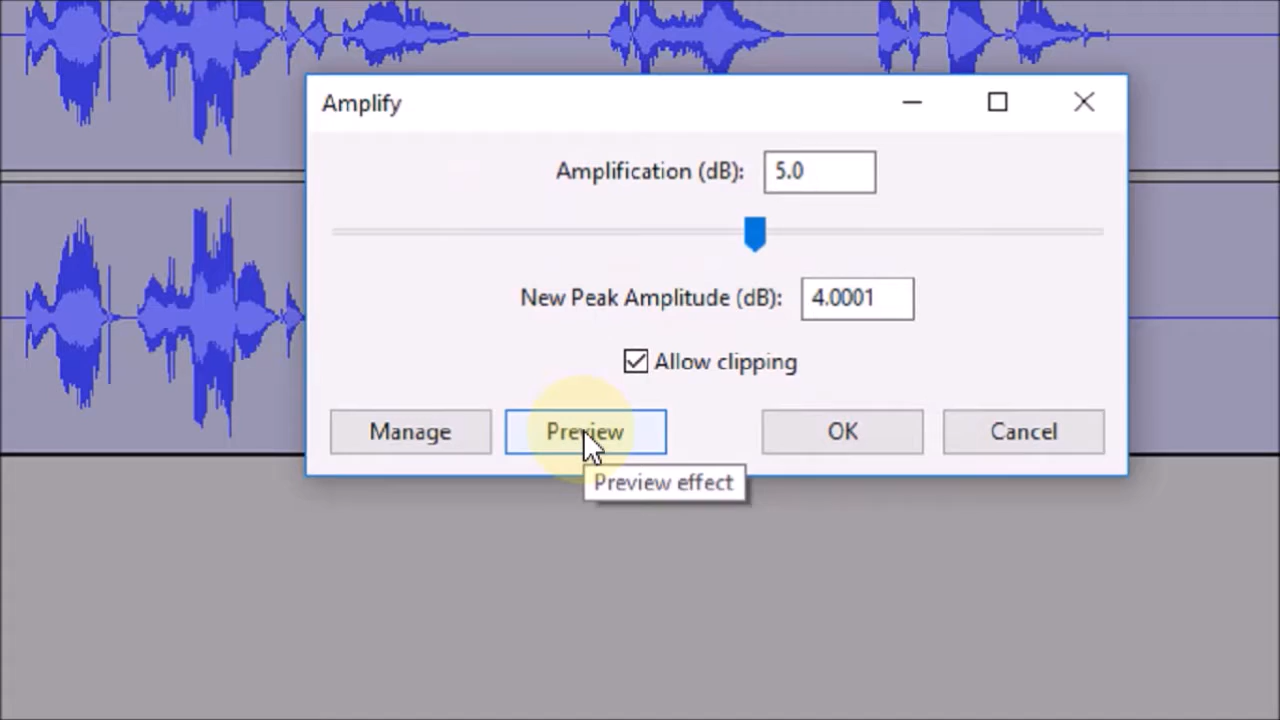 Amplify
Amplification (dB): 5.0
New Peak Amplitude (dB): 4.0001
Allow clipping
Manage Preview OK Cancel
Preview effect